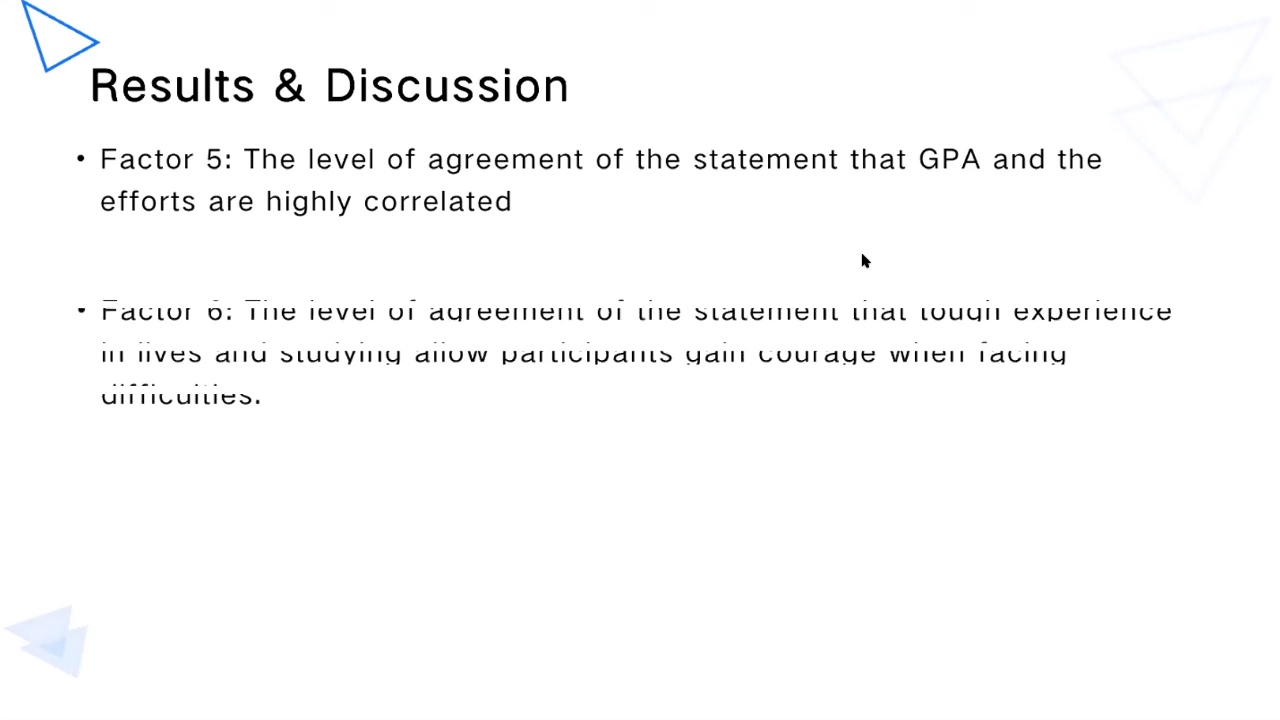 Results & Discussion
• Factor 5: The level of agreement of the statement that GPA and the
efforts are highly correlated
• Factor 6: The level of agreement of the statement that tough experience
in lives and studying allow participants gain courage when facing
difficulties.